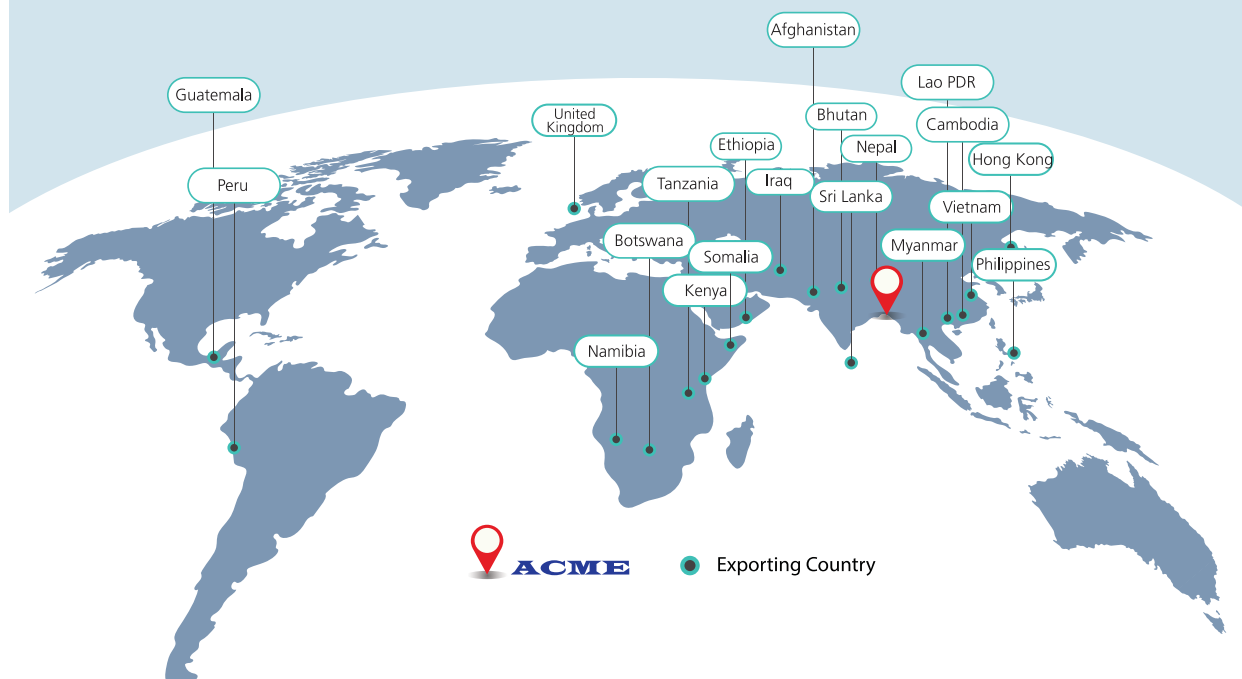 Afghanistan
Guatemala
Lao PDR
United
Kingdom
Bhutan
Cambodia
Ethiopia
Nepal
Hong Kong
Peru
Tanzania
Iraq
Sri Lanka
Vietnam
Botswana
Somalia
Myanmar
Philippines
Kenya
Namibia
ACME
Exporting Country